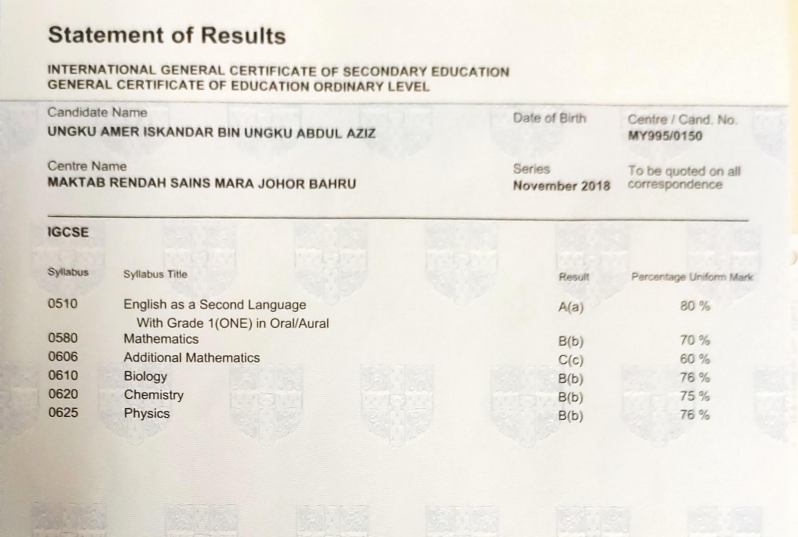 Statement of Results
INTERNATIONAL GENERAL CERTIFICATE OF SECONDARY EDUCATION
GENERAL CERTIFICATE OF EDUCATION ORDINARY LEVEL
Candidate Name Date of Birth Centre / Cand. No.
UNGKU AMER ISKANDAR BIN UNGKU ABDUL AZIZ MY995/0150
Centre Name Series To be quoted on all
MAKTAB RENDAH SAINS MARA JOHOR BAHRU November 2018 correspondence
IGCSE
Syllabus Syllabus Title Result Percentage Uniform Mark
0510 English as a Second Language A(a) 80 %
With Grade 1(ONE) in Oral/Aural
0580 Mathematics B(b) 70 %
0606 Additional Mathematics C(c) 60 %
0610 Biology B(b) 76 %
0620 Chemistry B(b) 75 %
0625 Physics B(b) 76 %